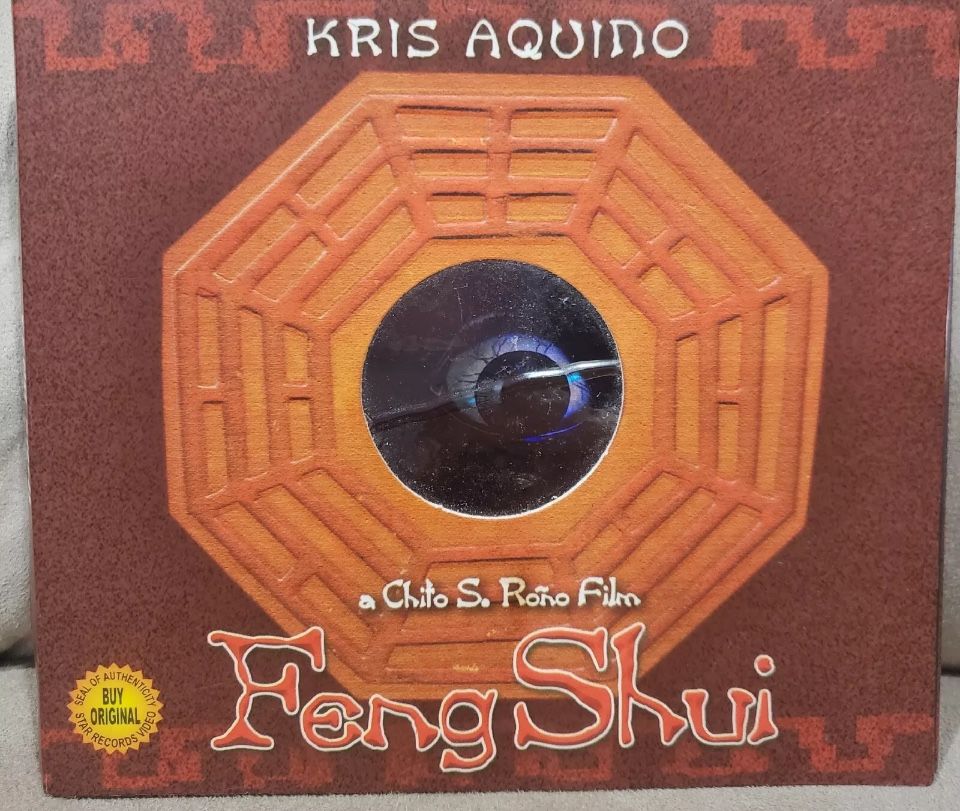 KRIS AQUINO
a Chito S. Roño Film
Feng Shui
SEAL OF AUTHENTICITY
BUY
ORIGINAL
STAR RECORDS VIDEO